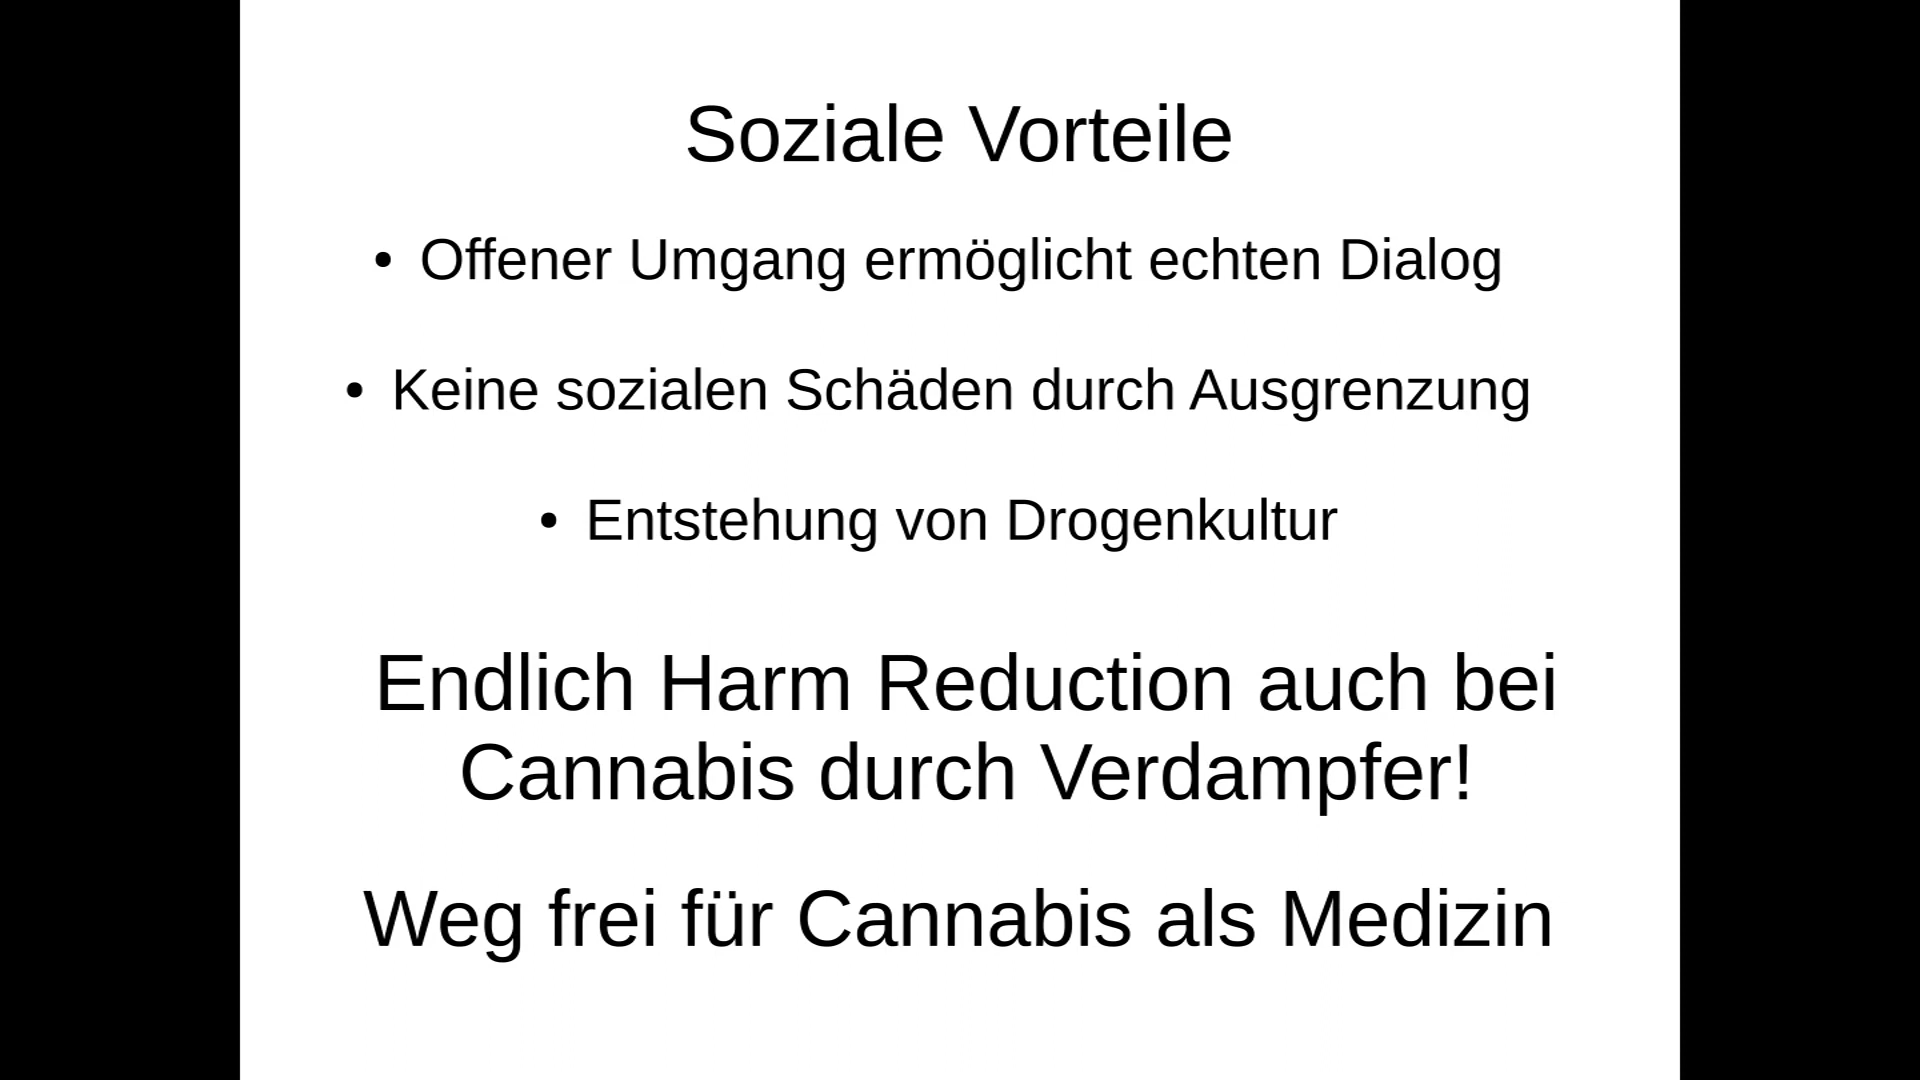 Soziale Vorteile
• Offener Umgang ermöglicht echten Dialog
• Keine sozialen Schäden durch Ausgrenzung
• Entstehung von Drogenkultur
Endlich Harm Reduction auch bei
Cannabis durch Verdampfer!
Weg frei für Cannabis als Medizin